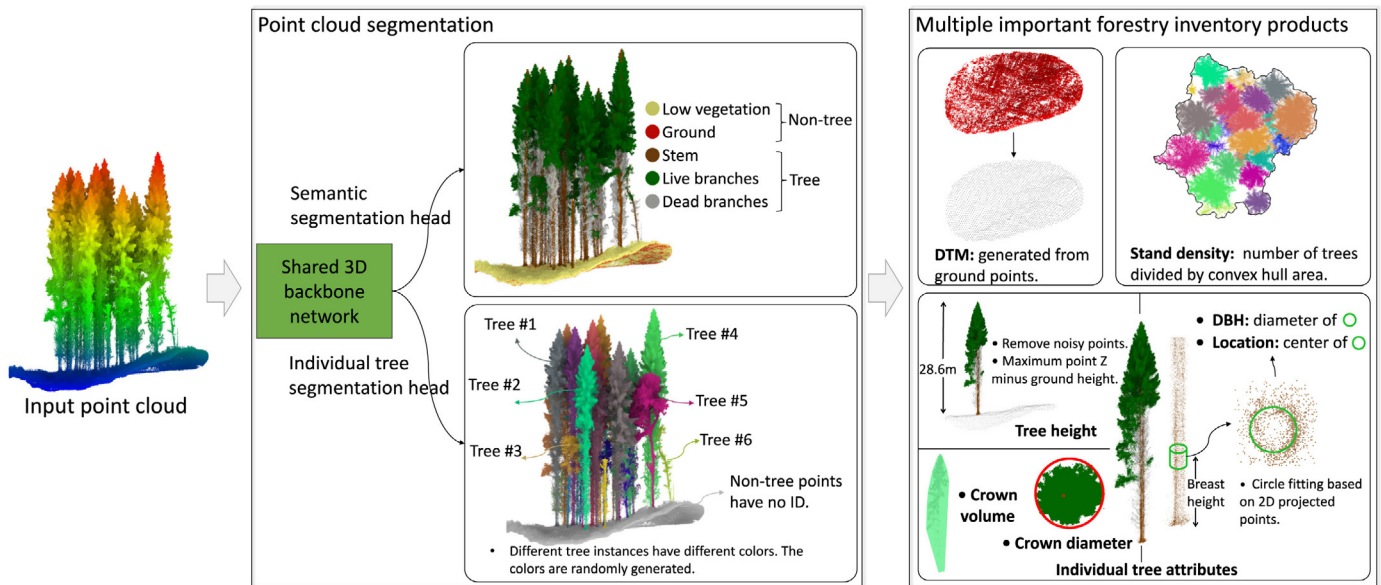 Point cloud segmentation
Multiple important forestry inventory products
Input point cloud
Semantic
segmentation head
Shared 3D
backbone
network
Individual tree
segmentation head
Low vegetation
Ground
Non-tree
Stem
Live branches
Dead branches
Tree
Tree #1
Tree #2
Tree #3
Tree #4
Tree #5
Tree #6
Non-tree points
have no ID.
• Different tree instances have different colors. The
colors are randomly generated.
DTM: generated from
ground points.
Stand density: number of trees
divided by convex hull area.
28.6m
• Remove noisy points.
• Maximum point Z
minus ground height.
Tree height
• Crown
volume
• Crown diameter
• DBH: diameter of
• Location: center of
Breast
height
• Circle fitting based
on 2D projected
points.
Individual tree attributes